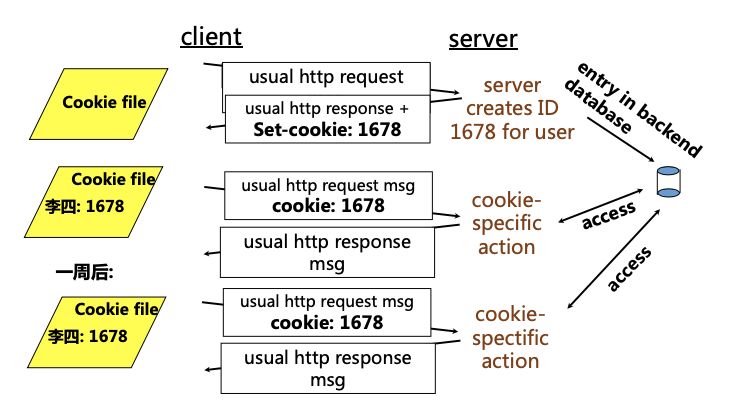 client
server
Cookie file
usual http request
usual http response +
Set-cookie: 1678
server
creates ID
1678 for user
entry in backend
database
Cookie file
李四: 1678
usual http request msg
cookie: 1678
usual http response
msg
cookie-
specific
action
access
access
一周后:
Cookie file
李四: 1678
usual http request msg
cookie: 1678
usual http response
msg
cookie-
spectific
action